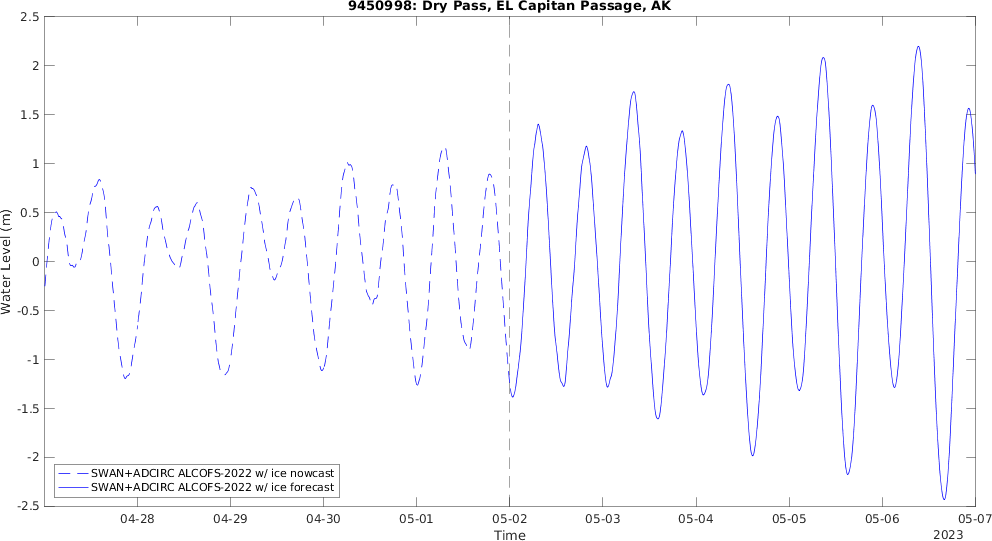 9450998: Dry Pass, EL Capitan Passage, AK
Water Level (m)
2.5
2
1.5
1
0.5
0
-0.5
-1
-1.5
-2
-2.5
SWAN+ADCIRC ALCOFS-2022 w/ ice nowcast
SWAN+ADCIRC ALCOFS-2022 w/ ice forecast
04-28 04-29 04-30 05-01 05-02 05-03 05-04 05-05 05-06 05-07
Time
2023